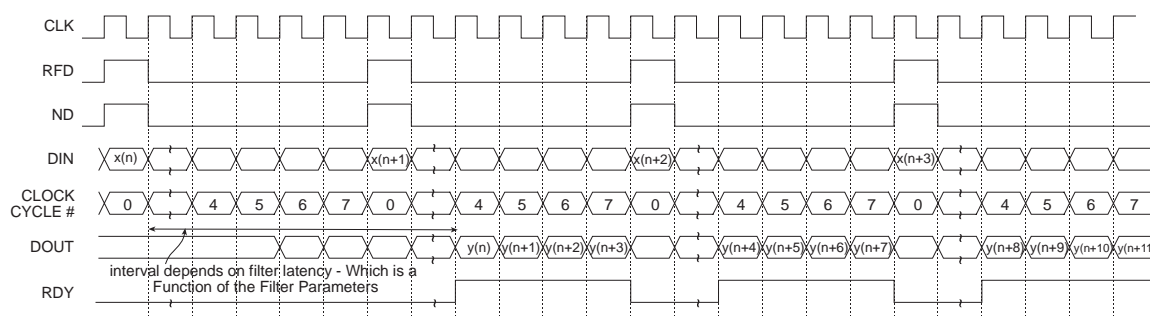 CLK
RFD
ND
DIN x(n) x(n+1) x(n+2) x(n+3)
CLOCK
CYCLE # 0 4 5 6 7 0 4 5 6 7 0 4 5 6 7 0 4 5 6 7
DOUT y(n) y(n+1) y(n+2) y(n+3) y(n+4) y(n+5) y(n+6) y(n+7) y(n+8) y(n+9) y(n+10) y(n+11)
interval depends on filter latency - Which is a
Function of the Filter Parameters
RDY